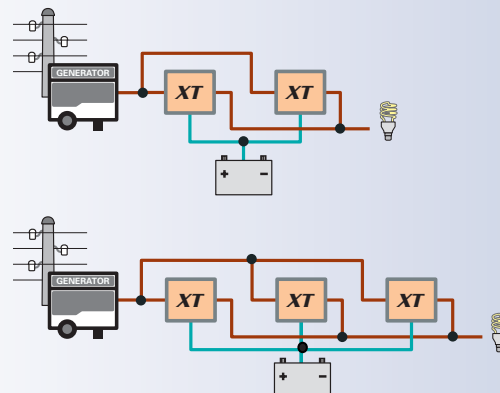 GENERATOR
XT XT
+ −
GENERATOR
XT XT XT
+ −